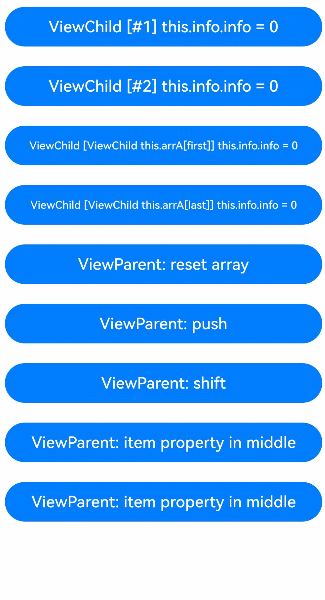 ViewChild [#1] this.info.info = 0
ViewChild [#2] this.info.info = 0
ViewChild [ViewChild this.arrA[first]] this.info.info = 0
ViewChild [ViewChild this.arrA[last]] this.info.info = 0
ViewParent: reset array
ViewParent: push
ViewParent: shift
ViewParent: item property in middle
ViewParent: item property in middle